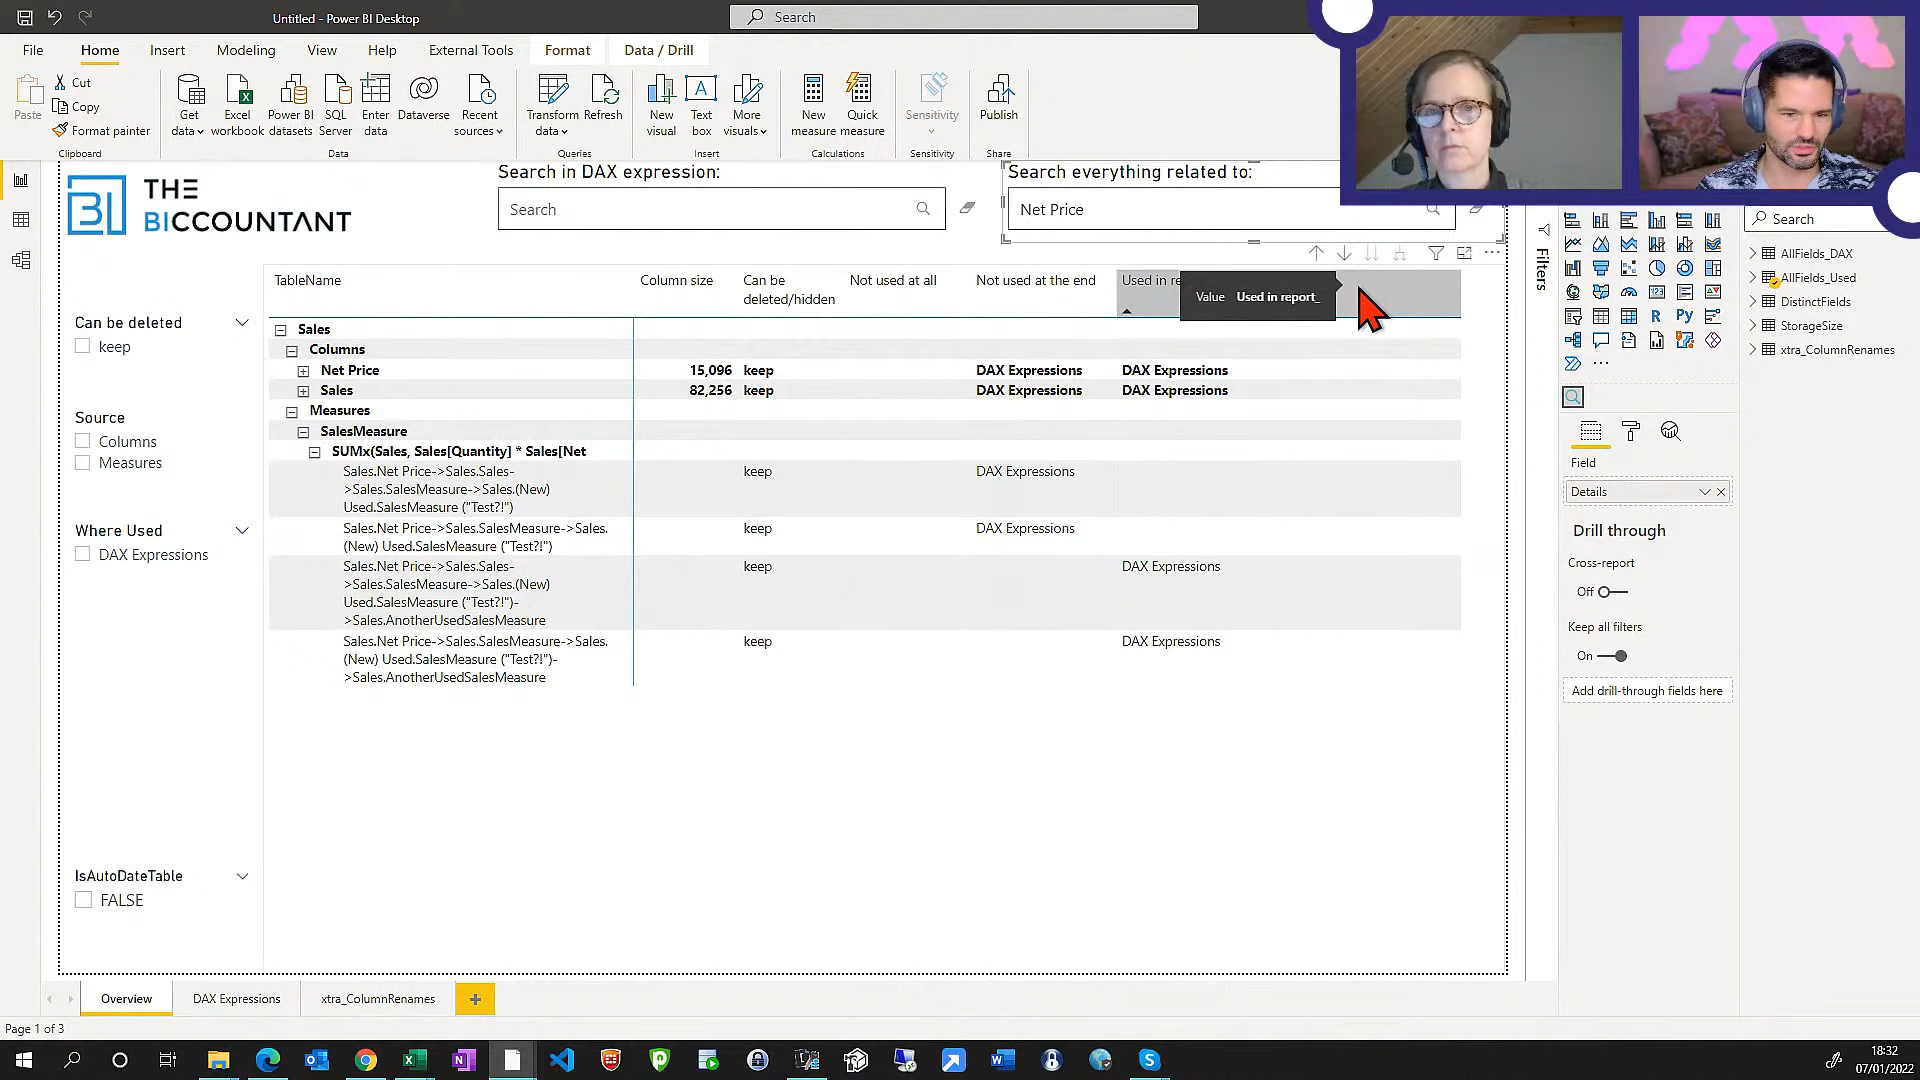 Untitled - Power BI Desktop
Search
File
Home
Insert
Modeling
View
Help
External Tools
Format
Data / Drill
Paste
Cut
Copy
Format painter
Clipboard
Get data
Excel workbook
Power BI datasets
SQL Server
Enter data
Dataverse
Recent sources
Data
Transform data
Refresh
Queries
New visual
Text box
More visuals
Insert
New measure
Quick measure
Calculations
Sensitivity
Sensitivity
Publish
Share
THE
BICCOUNTANT
Search in DAX expression:
Search
Search everything related to:
Net Price
Can be deleted
keep
Source
Columns
Measures
Where Used
DAX Expressions
IsAutoDateTable
FALSE
TableName
Column size
Can be deleted/hidden
Not used at all
Not used at the end
Used in re
Value Used in report_
Sales
Columns
Net Price 15,096 keep DAX Expressions DAX Expressions
Sales 82,256 keep DAX Expressions DAX Expressions
Measures
SalesMeasure
SUMx(Sales, Sales[Quantity] * Sales[Net
Sales.Net Price->Sales.Sales- keep DAX Expressions
>Sales.SalesMeasure->Sales.(New)
Used.SalesMeasure ("Test?!")
Sales.Net Price->Sales.SalesMeasure->Sales. keep DAX Expressions
(New) Used.SalesMeasure ("Test?!")
Sales.Net Price->Sales.Sales- keep DAX Expressions
>Sales.SalesMeasure->Sales.(New)
Used.SalesMeasure ("Test?!")-
>Sales.AnotherUsedSalesMeasure
Sales.Net Price->Sales.SalesMeasure->Sales. keep DAX Expressions
(New) Used.SalesMeasure ("Test?!")-
>Sales.AnotherUsedSalesMeasure
Filters
R
Py
123
...
Field
Details
Drill through
Cross-report
Off
Keep all filters
On
Add drill-through fields here
Search
AllFields_DAX
AllFields_Used
DistinctFields
StorageSize
xtra_ColumnRenames
Overview
DAX Expressions
xtra_ColumnRenames
+
Page 1 of 3
18:32
07/01/2022